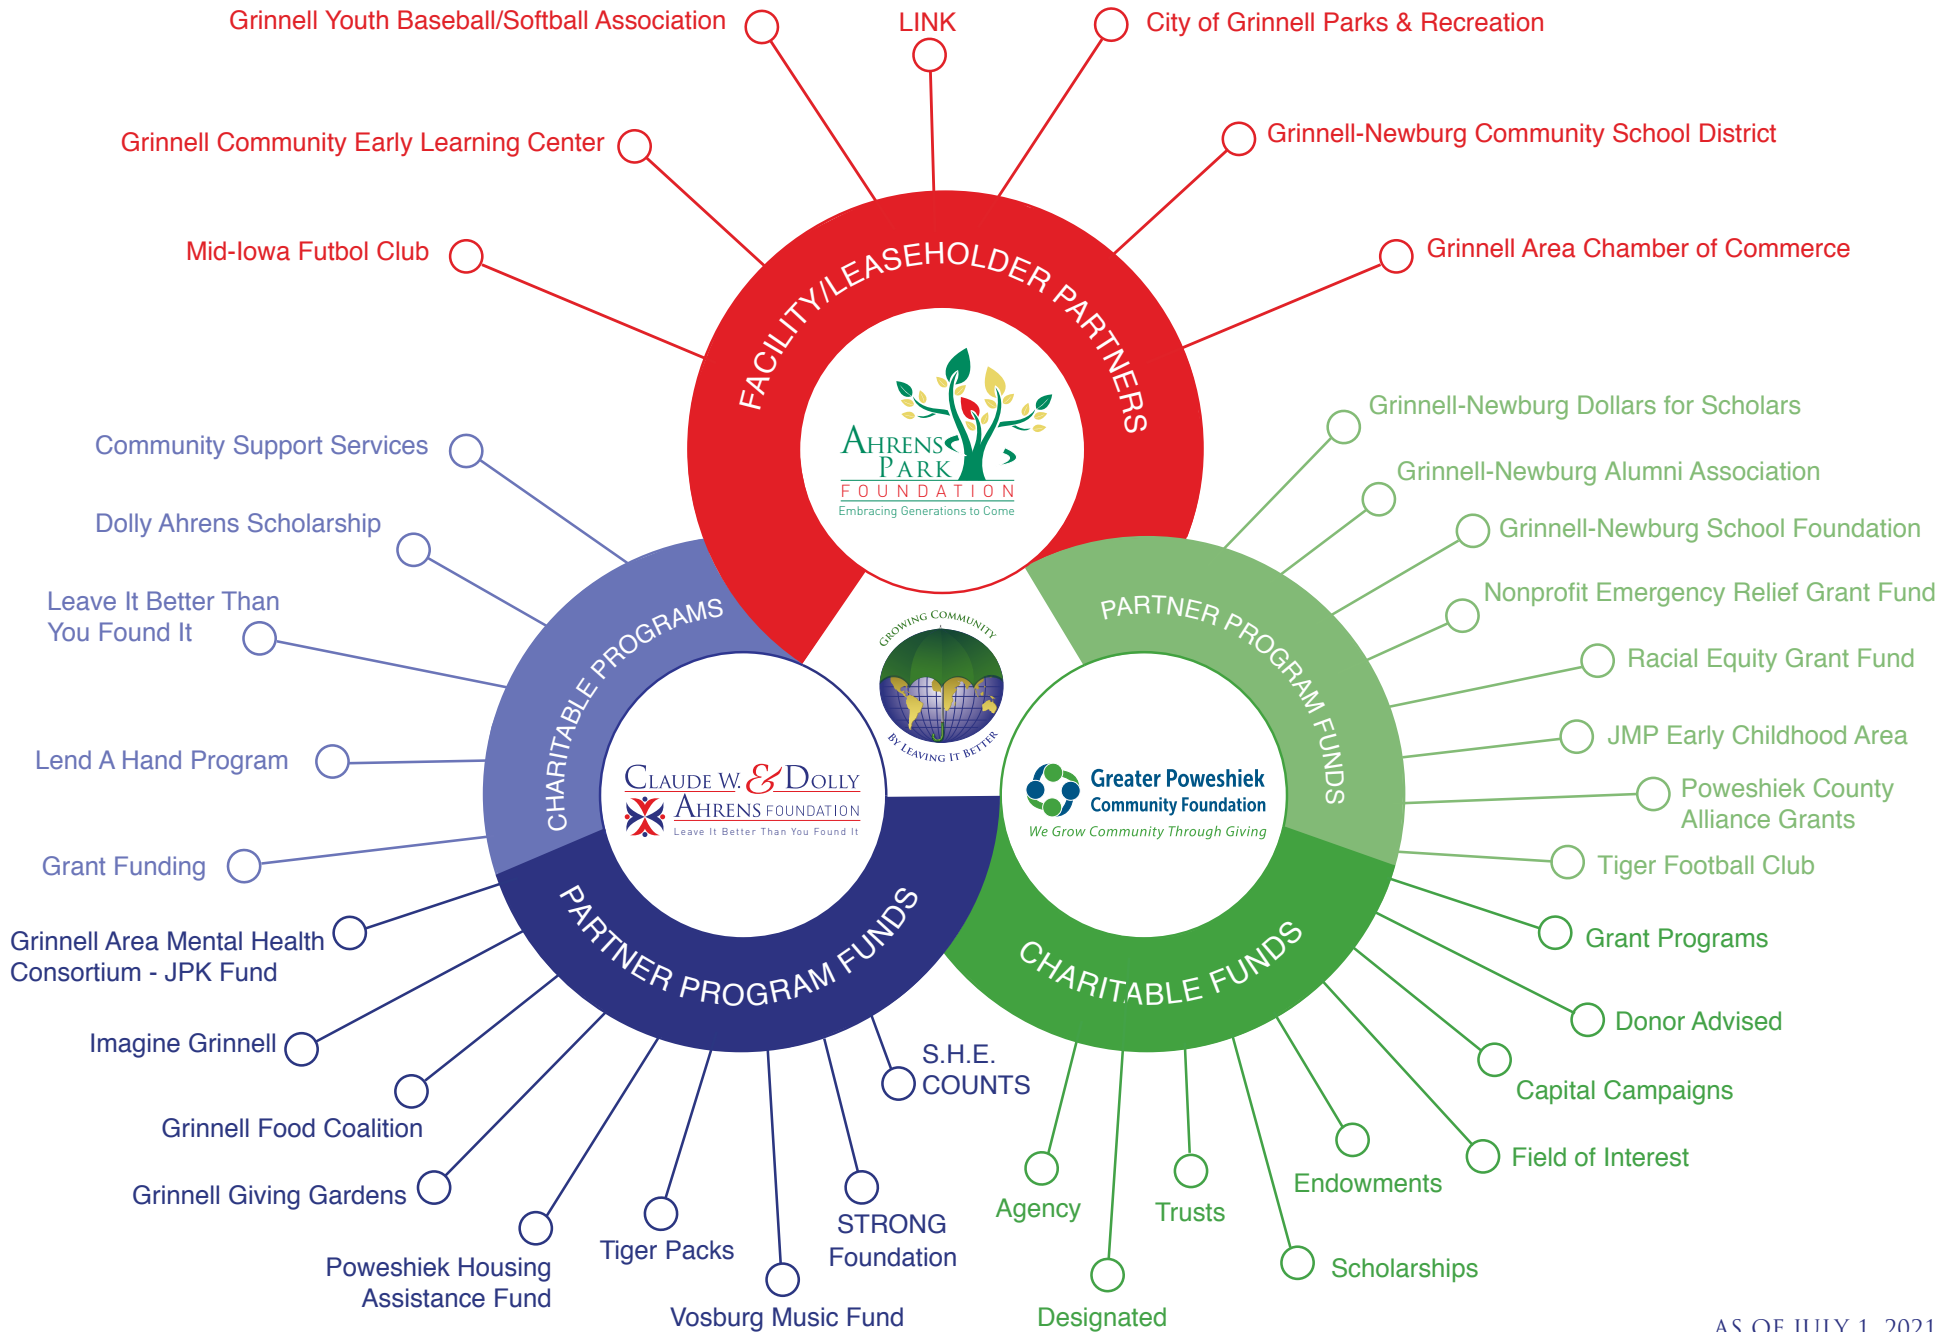 Grinnell Youth Baseball/Softball Association
LINK
City of Grinnell Parks & Recreation
Grinnell Community Early Learning Center
Grinnell-Newburg Community School District
Mid-Iowa Futbol Club
Grinnell Area Chamber of Commerce
FACILITY/LEASEHOLDER PARTNERS
AHRENS
PARK
FOUNDATION
Embracing Generations to Come
Community Support Services
Dolly Ahrens Scholarship
Leave It Better Than
You Found It
Lend A Hand Program
Grant Funding
CHARITABLE PROGRAMS
CLAUDE W. & DOLLY
AHRENS FOUNDATION
Leave It Better Than You Found It
GROWING COMMUNITY
BY LEAVING IT BETTER
Grinnell-Newburg Dollars for Scholars
Grinnell-Newburg Alumni Association
Grinnell-Newburg School Foundation
Nonprofit Emergency Relief Grant Fund
Racial Equity Grant Fund
JMP Early Childhood Area
Poweshiek County
Alliance Grants
Tiger Football Club
PARTNER PROGRAM FUNDS
Greater Poweshiek
Community Foundation
We Grow Community Through Giving
PARTNER PROGRAM FUNDS
Grinnell Area Mental Health
Consortium - JPK Fund
Imagine Grinnell
Grinnell Food Coalition
Grinnell Giving Gardens
Poweshiek Housing
Assistance Fund
Tiger Packs
Vosburg Music Fund
STRONG
Foundation
S.H.E.
COUNTS
CHARITABLE FUNDS
Grant Programs
Donor Advised
Capital Campaigns
Field of Interest
Endowments
Scholarships
Trusts
Designated
Agency
AS OF JULY 1, 2021